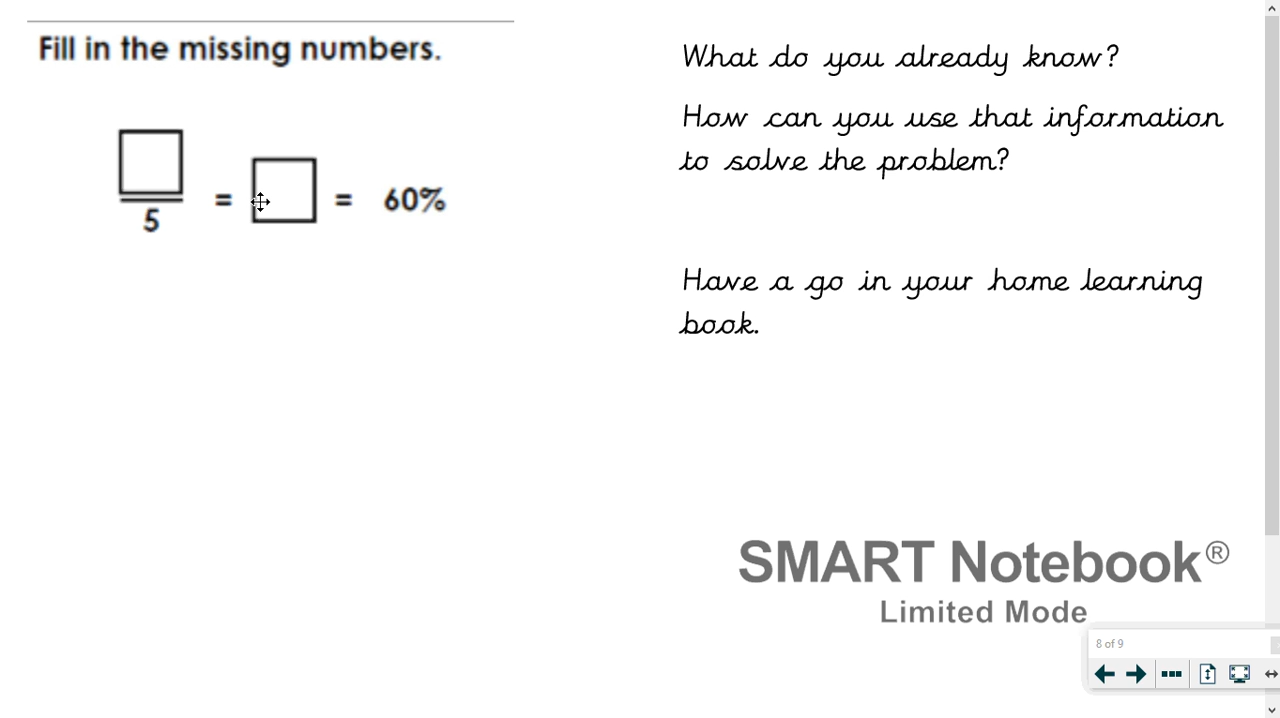 Fill in the missing numbers.
5
= = 60%
What do you already know?
How can you use that information
to solve the problem?
Have a go in your home learning
book.
SMART Notebook®
Limited Mode
8 of 9